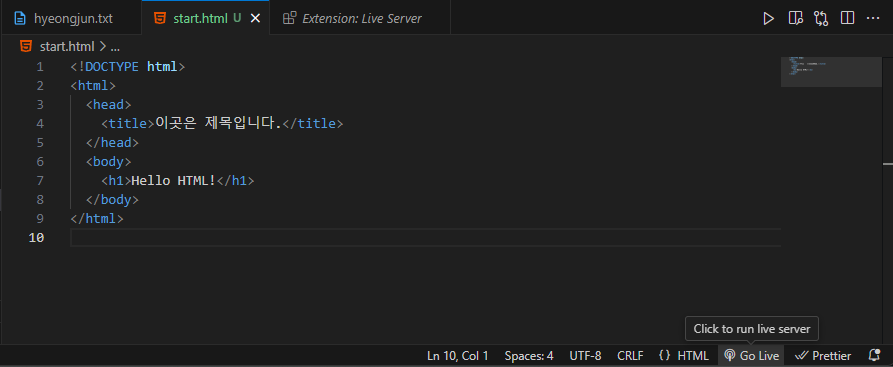 hyeongjun.txt
start.html U
Extension: Live Server
start.html > ...
1 <!DOCTYPE html>
2 <html>
3 <head>
4 <title>이곳은 제목입니다.</title>
5 </head>
6 <body>
7 <h1>Hello HTML!</h1>
8 </body>
9 </html>
10
Click to run live server
Ln 10, Col 1 Spaces: 4 UTF-8 CRLF {} HTML Go Live Prettier